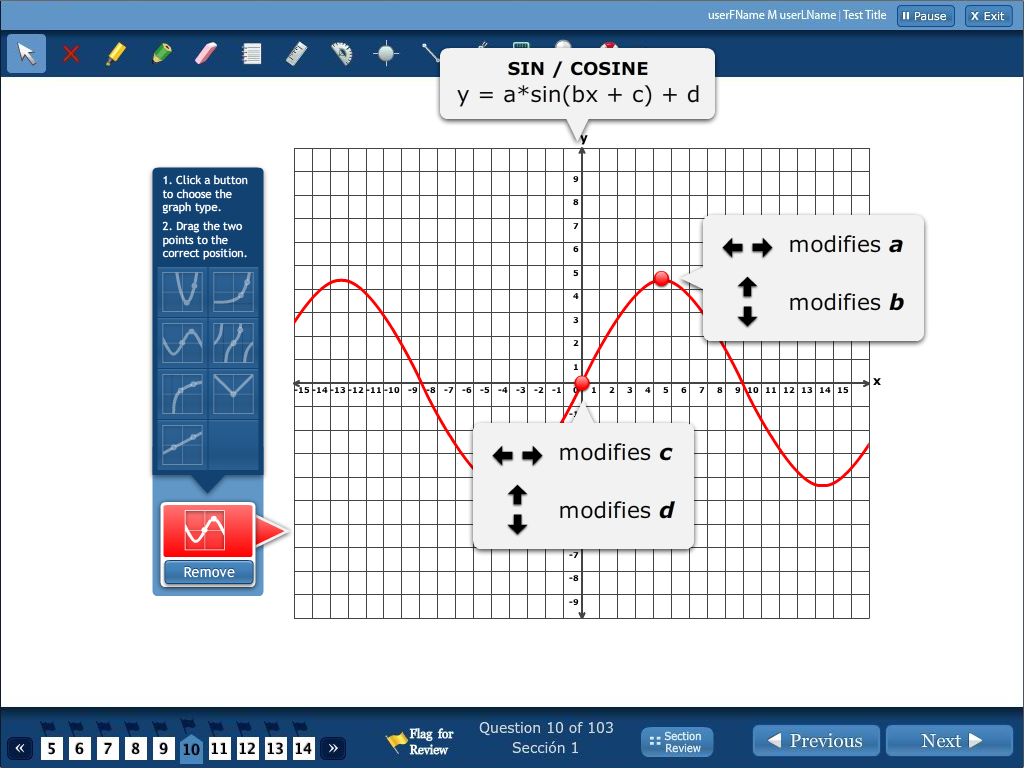 userFName M userLName | Test Title
Pause
X Exit
SIN / COSINE
y = a*sin(bx + c) + d
y
1. Click a button
to choose the
graph type.
2. Drag the two
points to the
correct position.
9
8
7
6
5
4
3
2
1
modifies a
modifies b
-15 -14 -13 -12 -11 -10 -9 -8 -7 -6 -5 -4 -3 -2 -1 0 1 2 3 4 5 6 7 8 9 10 11 12 13 14 15
x
-1
modifies c
modifies d
-7
-8
-9
Remove
« 5 6 7 8 9 10 11 12 13 14 »
Flag for
Review
Question 10 of 103
Sección 1
Section
Review
Previous
Next